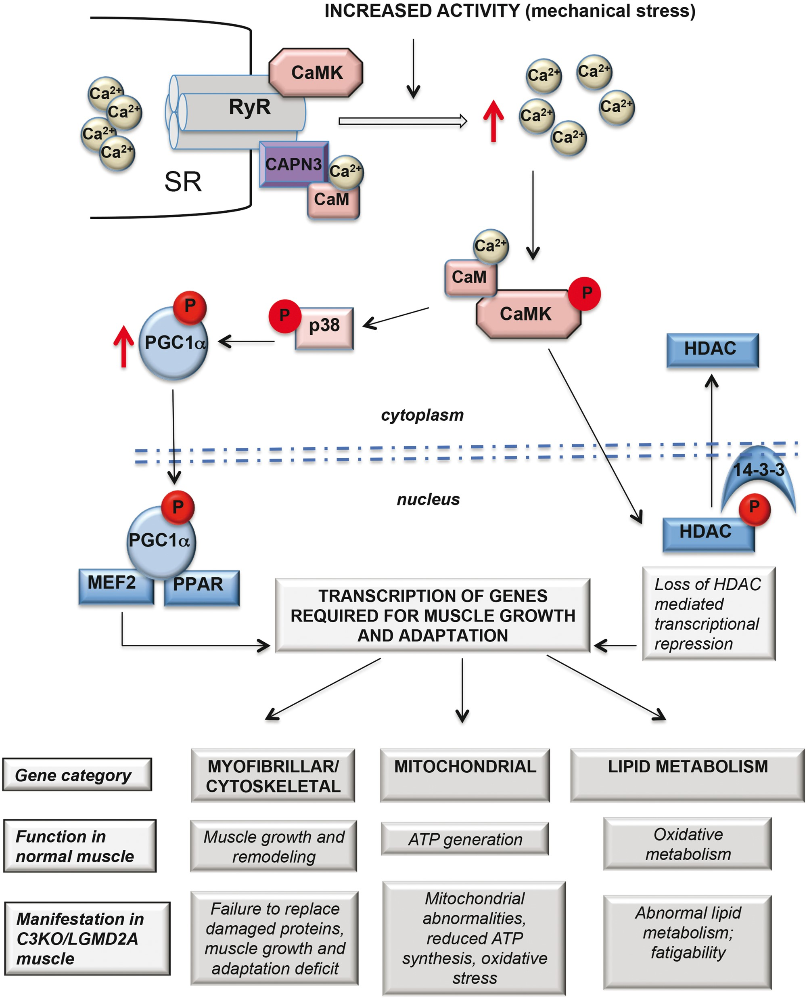 INCREASED ACTIVITY (mechanical stress)
CaMK
Ca2+
Ca2+
Ca2+
Ca2+
RyR
SR
CAPN3
Ca2+
CaM
Ca2+
Ca2+
Ca2+
Ca2+
Ca2+
Ca2+
CaM
CaMK
P
P
p38
P
PGC1α
HDAC
cytoplasm
nucleus
14-3-3
P
HDAC
P
PGC1α
MEF2
PPAR
TRANSCRIPTION OF GENES
REQUIRED FOR MUSCLE GROWTH
AND ADAPTATION
Loss of HDAC
mediated
transcriptional
repression
Gene category
MYOFIBRILLAR/
CYTOSKELETAL
MITOCHONDRIAL
LIPID METABOLISM
Function in
normal muscle
Muscle growth and
remodeling
ATP generation
Oxidative
metabolism
Manifestation in
C3KO/LGMD2A
muscle
Failure to replace
damaged proteins,
muscle growth and
adaptation deficit
Mitochondrial
abnormalities,
reduced ATP
synthesis, oxidative
stress
Abnormal lipid
metabolism;
fatigability